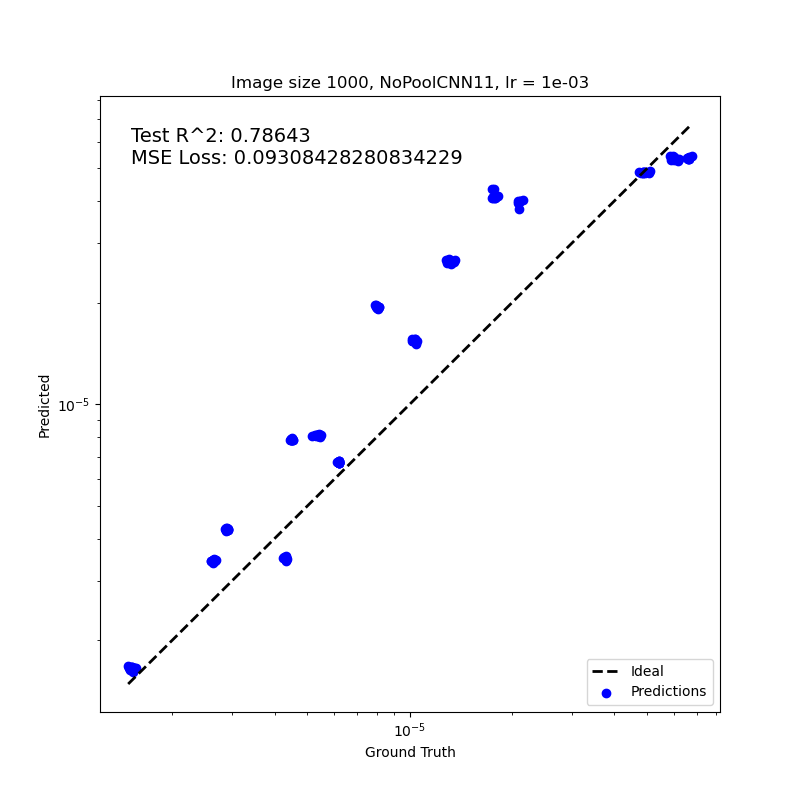 Image size 1000, NoPoolCNN11, lr = 1e-03
Test R^2: 0.78643
MSE Loss: 0.09308428280834229
Predicted
10⁻⁵
Ideal
Predictions
10⁻⁵
Ground Truth